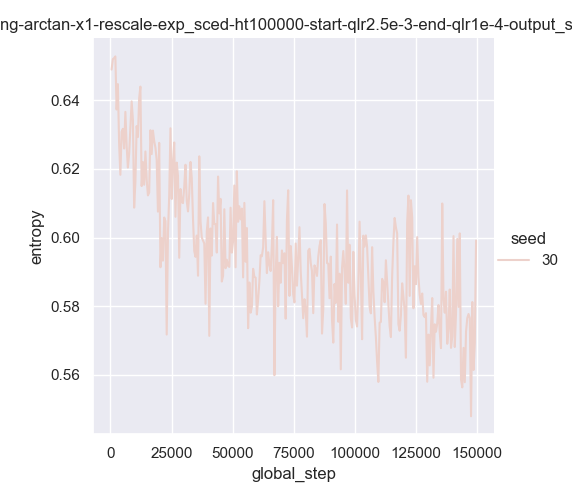 ng-arctan-x1-rescale-exp_sced-ht100000-start-qlr2.5e-3-end-qlr1e-4-output_s
0.64
0.62
0.60
0.58
0.56
entropy
seed
30
0 25000 50000 75000 100000 125000 150000
global_step